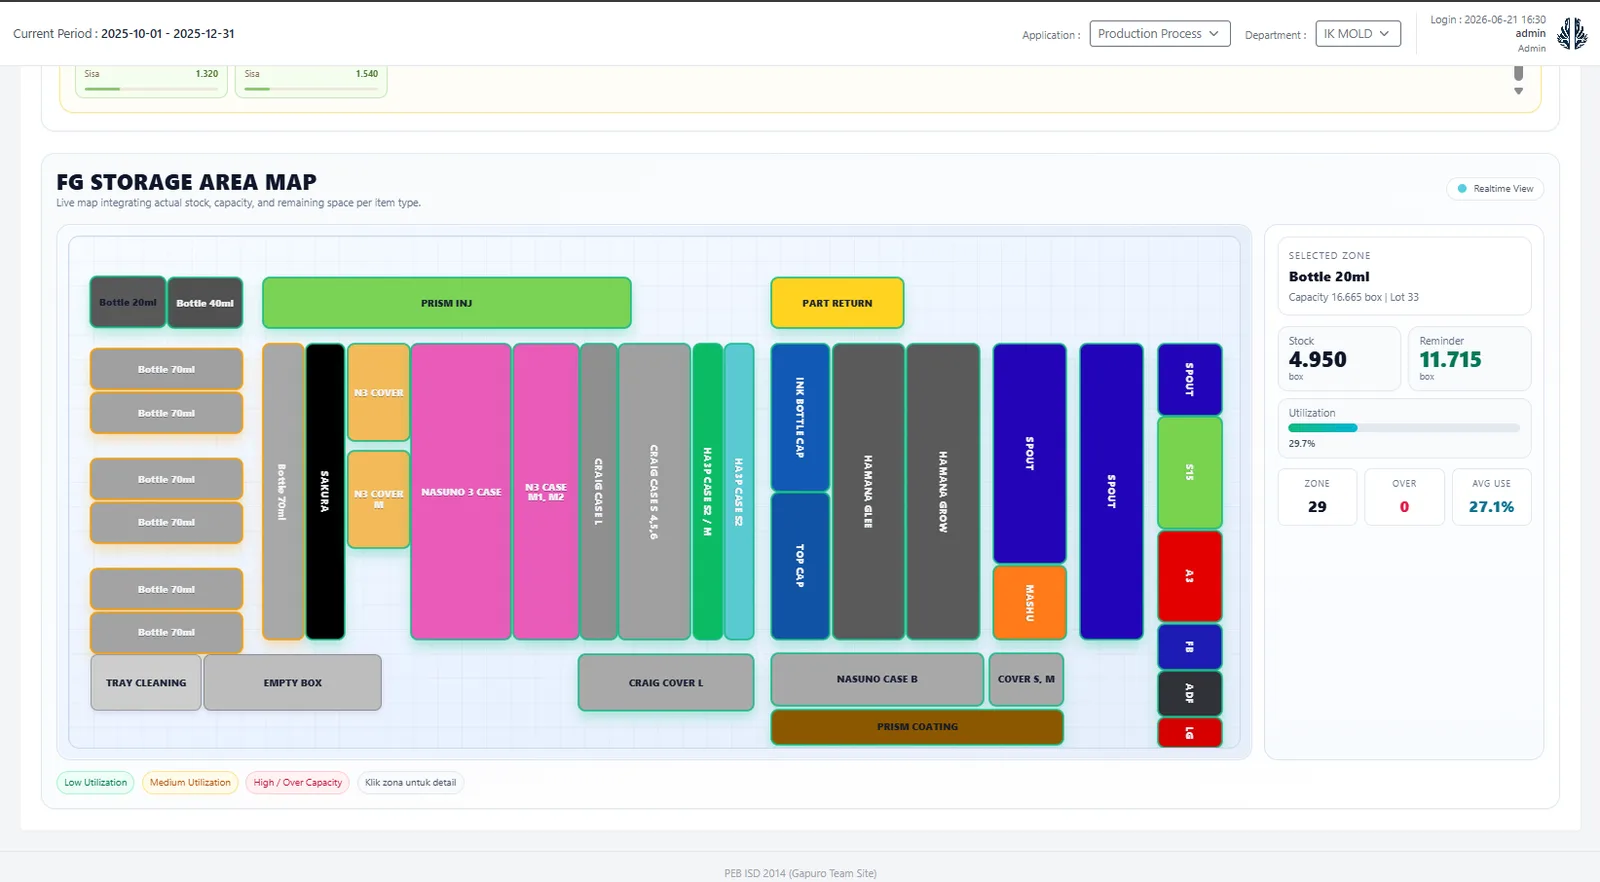 Current Period : 2025-10-01 - 2025-12-31
Application :
Production Process
Department :
IK MOLD
Login : 2026-06-21 16:30
admin
Admin
Sisa 1.320
Sisa 1.540
FG STORAGE AREA MAP
Live map integrating actual stock, capacity, and remaining space per item type.
Realtime View
Bottle 20ml
Bottle 40ml
PRISM INJ
PART RETURN
Bottle 70ml
Bottle 70ml
Bottle 70ml
Bottle 70ml
Bottle 70ml
Bottle 70ml
Bottle 70ml
SAKURA
N3 COVER
N3 COVER
M
NASUNO 3 CASE
N3 CASE
M1, M2
CRAIG CASE L
CRAIG CASE S 4,5,6
HA3P CASE S2 / M
HA3P CASE S2
INK BOTTLE CAP
TOP CAP
HAMANA GLEE
HAMANA GROW
SPOUT
MASHU
SPOUT
SPOUT
S15
A3
FB
ADF
LG
TRAY CLEANING
EMPTY BOX
CRAIG COVER L
NASUNO CASE B
COVER S, M
PRISM COATING
SELECTED ZONE
Bottle 20ml
Capacity 16.665 box | Lot 33
Stock
4.950
box
Reminder
11.715
box
Utilization
29.7%
ZONE
29
OVER
0
AVG USE
27.1%
Low Utilization
Medium Utilization
High / Over Capacity
Klik zona untuk detail
PEB ISD 2014 (Gapuro Team Site)